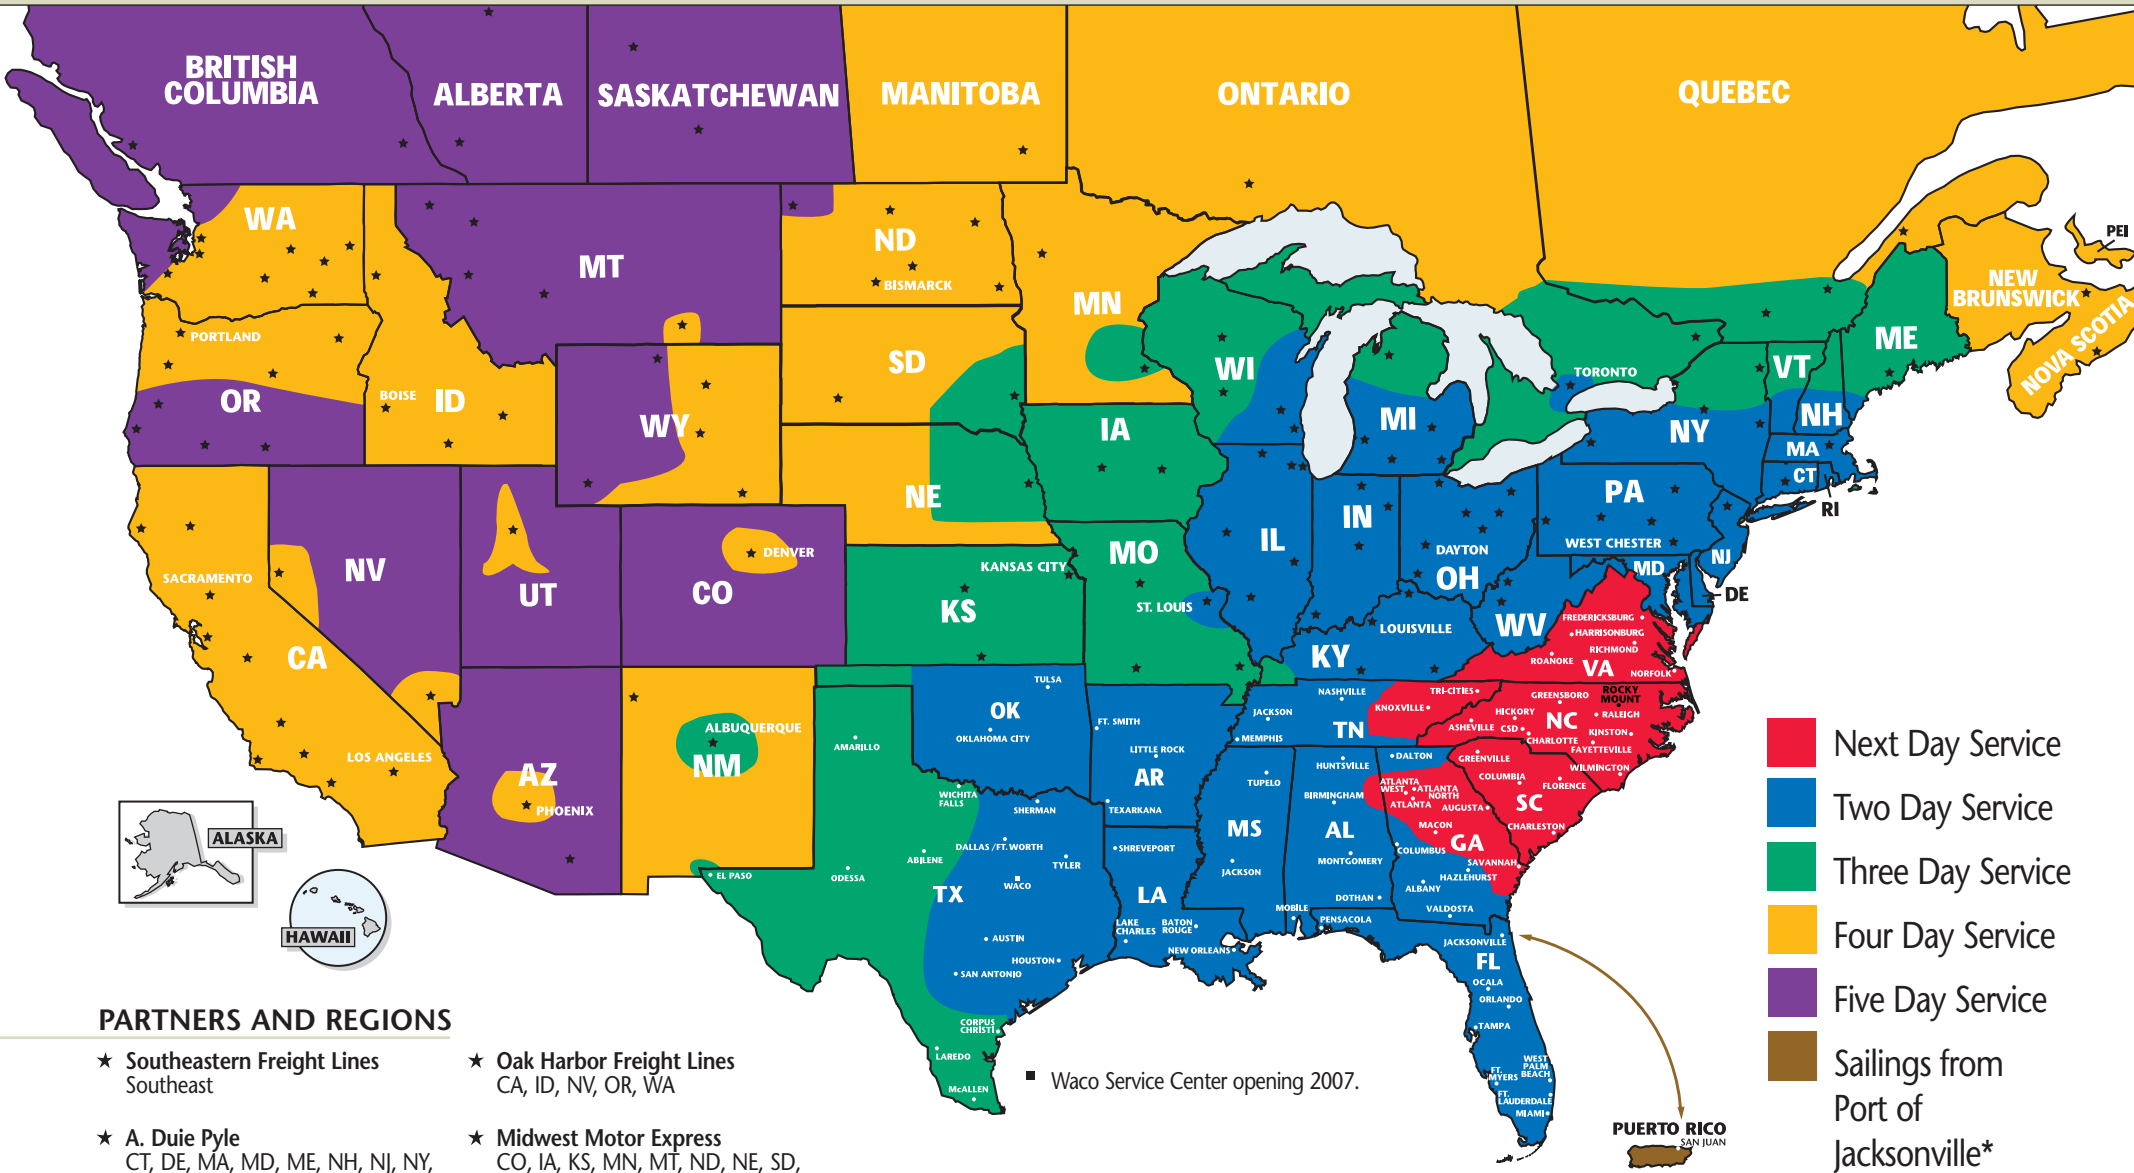 BRITISH
COLUMBIA
ALBERTA
SASKATCHEWAN
MANITOBA
ONTARIO
QUEBEC
PEI
NEW
BRUNSWICK
NOVA SCOTIA
WA
MT
ND
BISMARCK
MN
ME
VT
PORTLAND
SD
WI
TORONTO
OR
BOISE
ID
WY
IA
MI
NY
NH
MA
CT
RI
NE
PA
IN
IL
MO
DAYTON
WEST CHESTER
NJ
OH
MD
DE
SACRAMENTO
NV
UT
DENVER
CO
KANSAS CITY
KS
ST. LOUIS
LOUISVILLE
WV
KY
FREDERICKSBURG
HARRISONBURG
RICHMOND
ROANOKE
VA
NORFOLK
CA
TULSA
OK
OKLAHOMA CITY
NASHVILLE
JACKSON
MEMPHIS
TN
TRI-CITIES
KNOXVILLE
GREENSBORO
ROCKY
MOUNT
HICKORY
NC
RALEIGH
ASHEVILLE
CSD
CHARLOTTE
KINSTON
FAYETTEVILLE
WILMINGTON
LOS ANGELES
AZ
PHOENIX
ALBUQUERQUE
NM
AMARILLO
FT. SMITH
LITTLE ROCK
AR
TEXARKANA
WICHITA
FALLS
SHERMAN
TUPELO
HUNTSVILLE
BIRMINGHAM
DALTON
GREENVILLE
COLUMBIA
FLORENCE
ATLANTA
WEST
ATLANTA
NORTH
ATLANTA
AUGUSTA
SC
CHARLESTON
MACON
GA
COLUMBUS
SAVANNAH
HAZLEHURST
ALBANY
VALDOSTA
MS
JACKSON
AL
MONTGOMERY
DOTHAN
MOBILE
PENSACOLA
DALLAS/FT. WORTH
ABILENE
TYLER
SHREVEPORT
EL PASO
ODESSA
TX
WACO
LA
LAKE
CHARLES
BATON
ROUGE
NEW ORLEANS
AUSTIN
HOUSTON
SAN ANTONIO
CORPUS
CHRISTI
LAREDO
McALLEN
JACKSONVILLE
FL
OCALA
ORLANDO
TAMPA
WEST
PALM
BEACH
FT.
MYERS
FT.
LAUDERDALE
MIAMI
PUERTO RICO
SAN JUAN
ALASKA
HAWAII
Next Day Service
Two Day Service
Three Day Service
Four Day Service
Five Day Service
Sailings from
Port of
Jacksonville*
Waco Service Center opening 2007.
PARTNERS AND REGIONS
Southeastern Freight Lines
Southeast
A. Duie Pyle
CT, DE, MA, MD, ME, NH, NJ, NY,
Oak Harbor Freight Lines
CA, ID, NV, OR, WA
Midwest Motor Express
CO, IA, KS, MN, MT, ND, NE, SD,